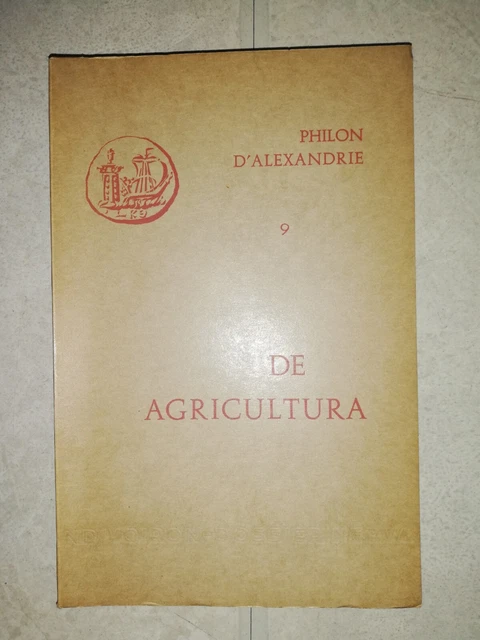 PHILON
D'ALEXANDRIE
9
DE
AGRICULTURA